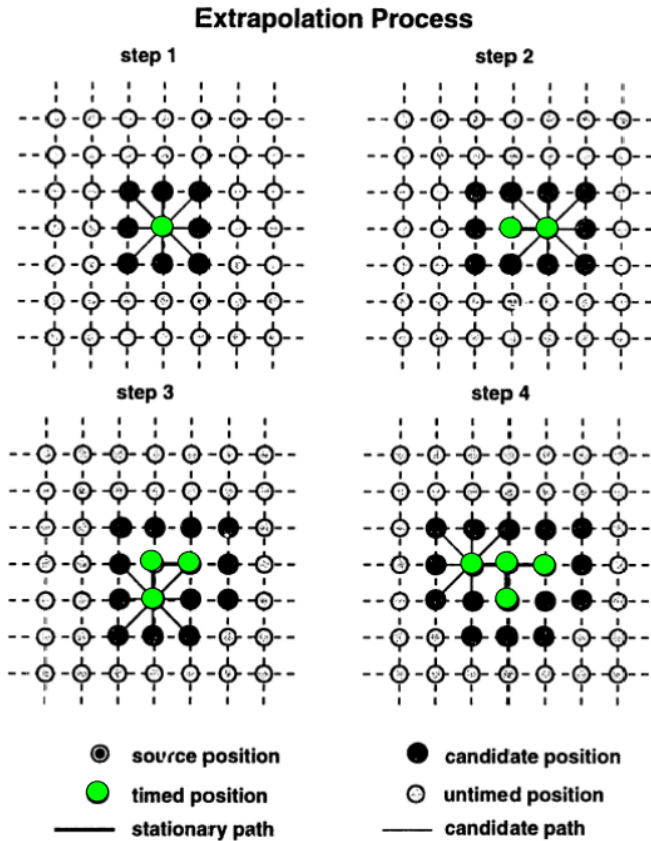 Extrapolation Process
step 1
step 2
step 3
step 4
source position
candidate position
timed position
untimed position
stationary path
candidate path